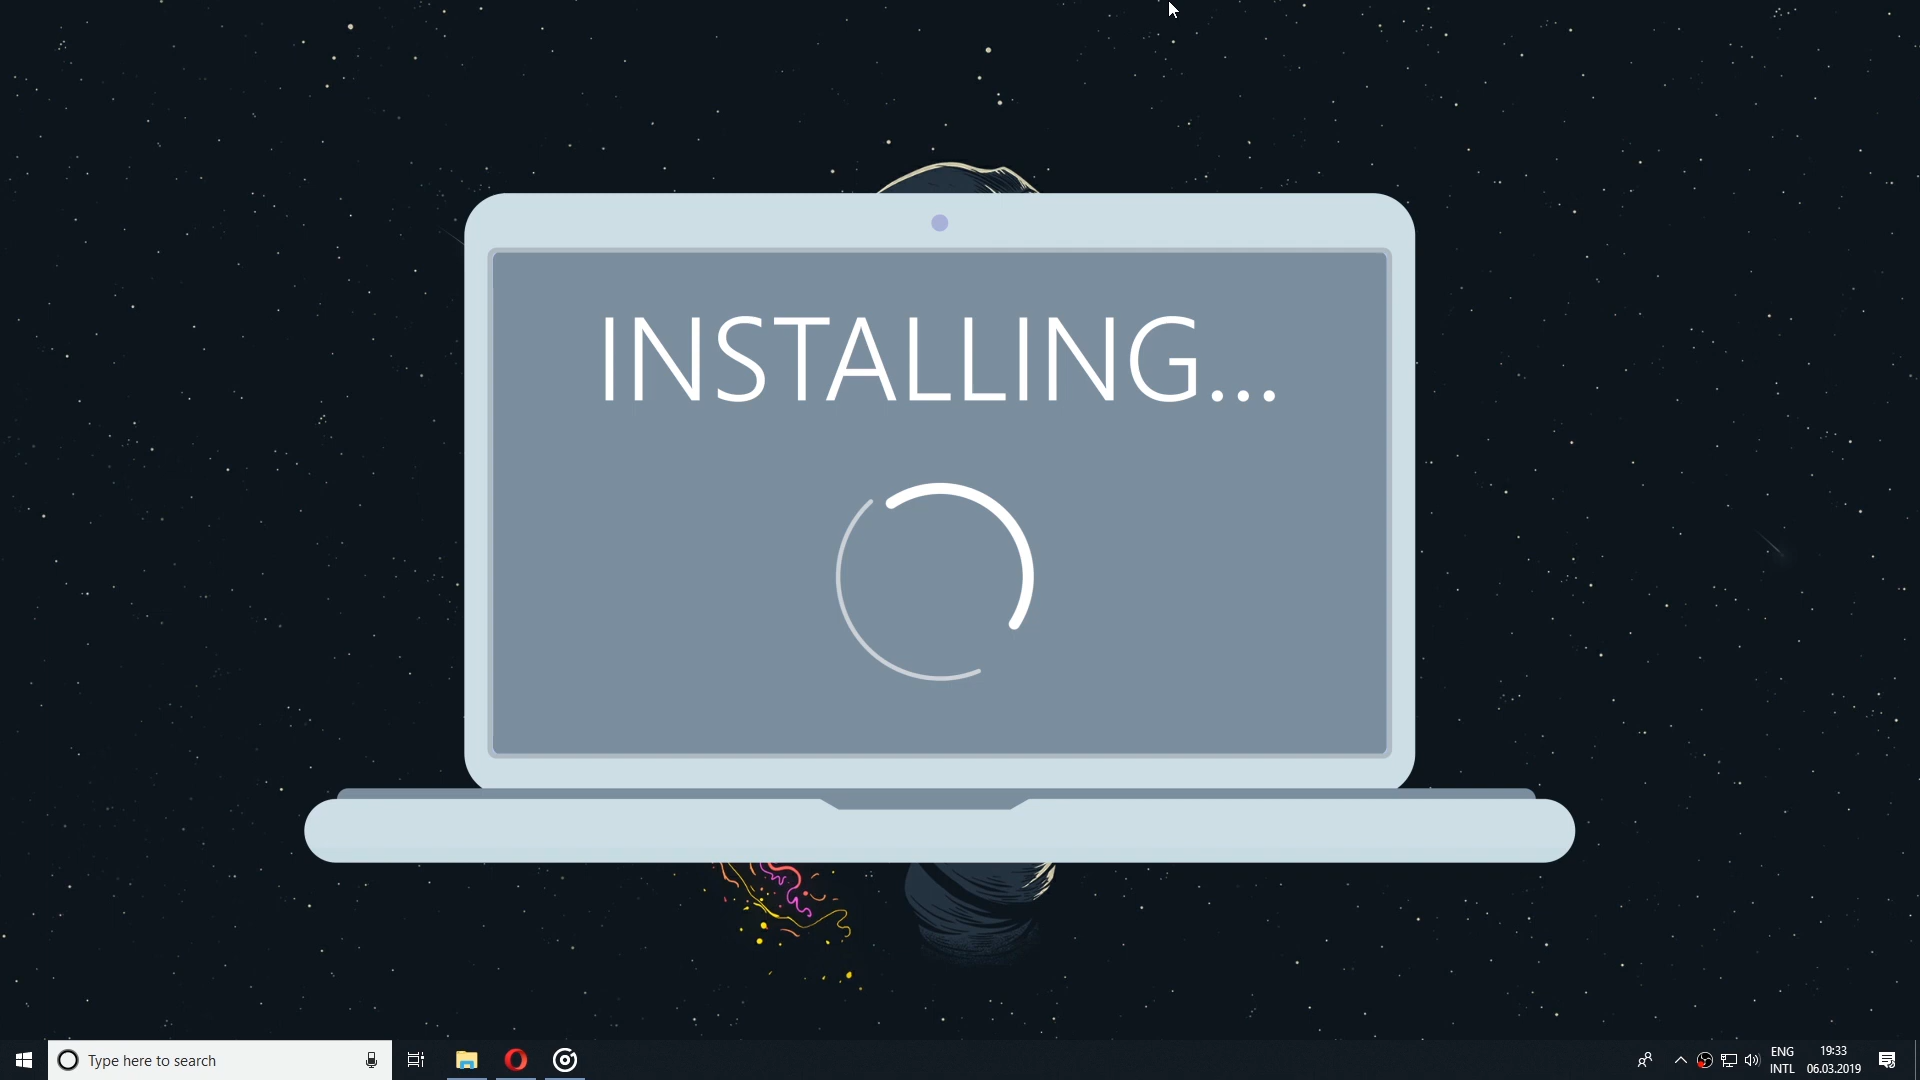 INSTALLING...
Type here to search
ENG
INTL
19:33
06.03.2019